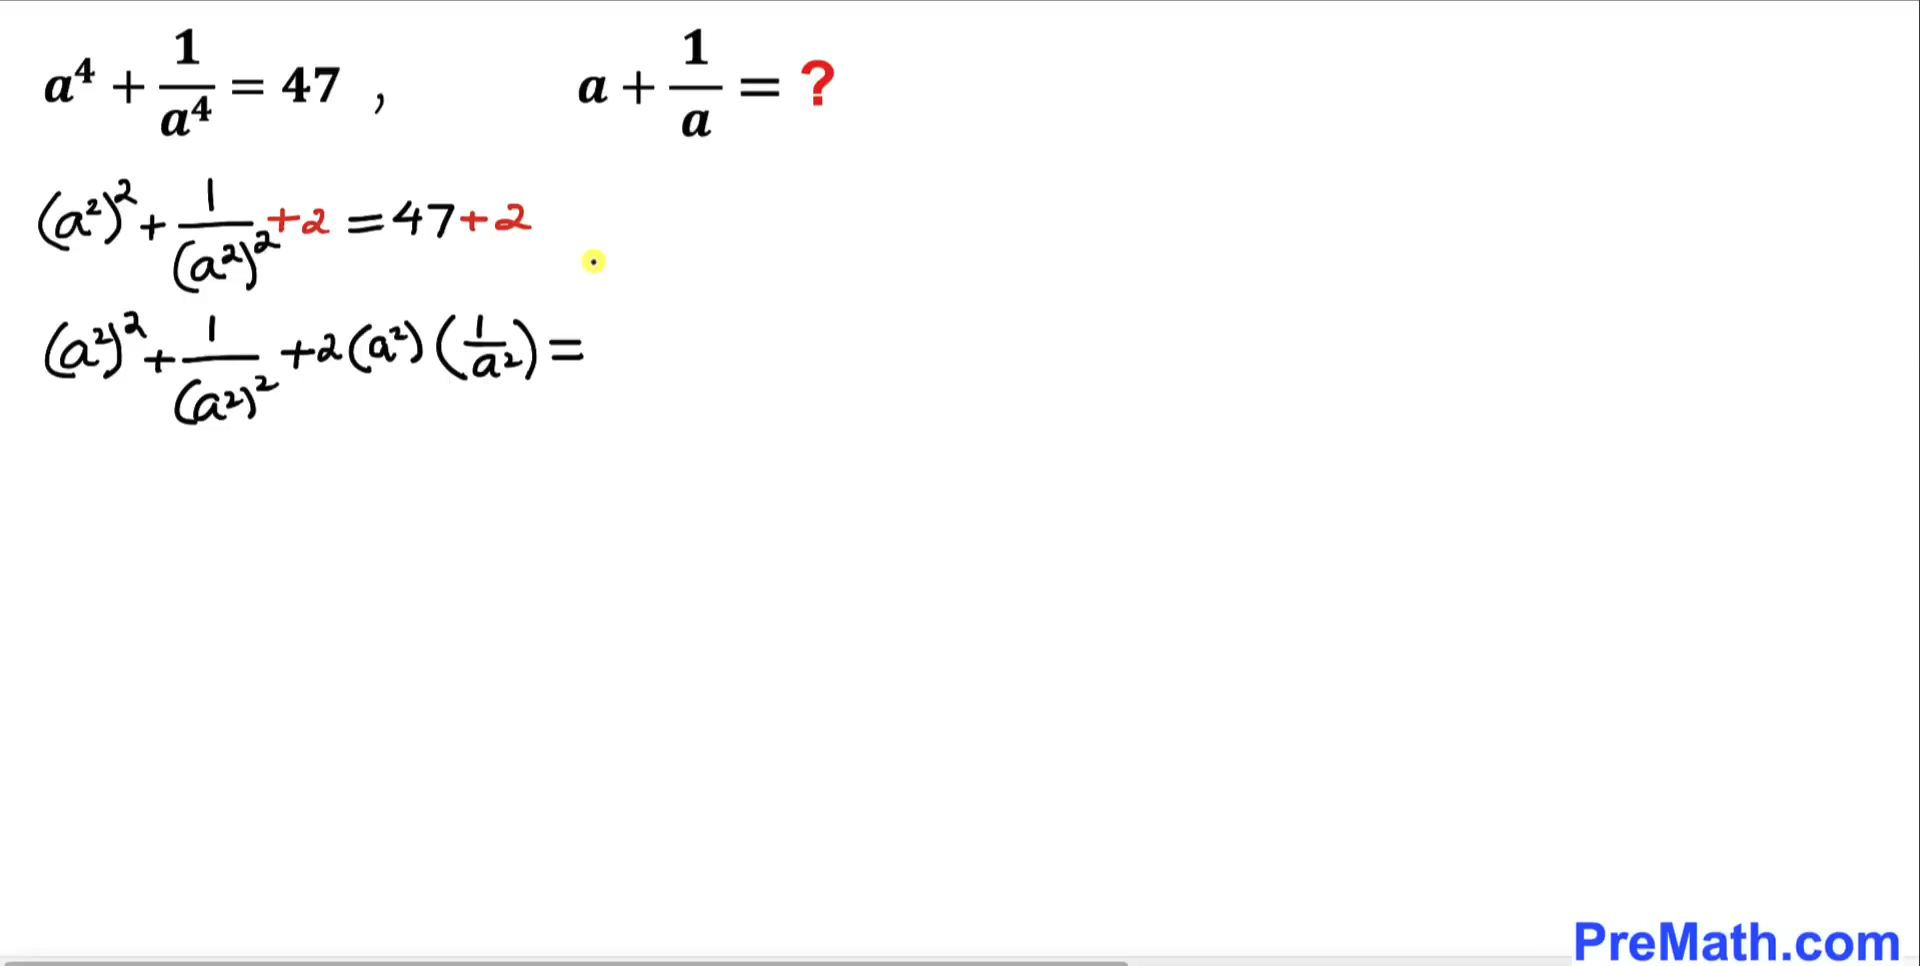 a⁴ + 1/a⁴ = 47 , a + 1/a = ?
(a²)² + 1/(a²)² +2 = 47 +2
(a²)² + 1/(a²)² + 2(a²)(1/a²) =
PreMath.com